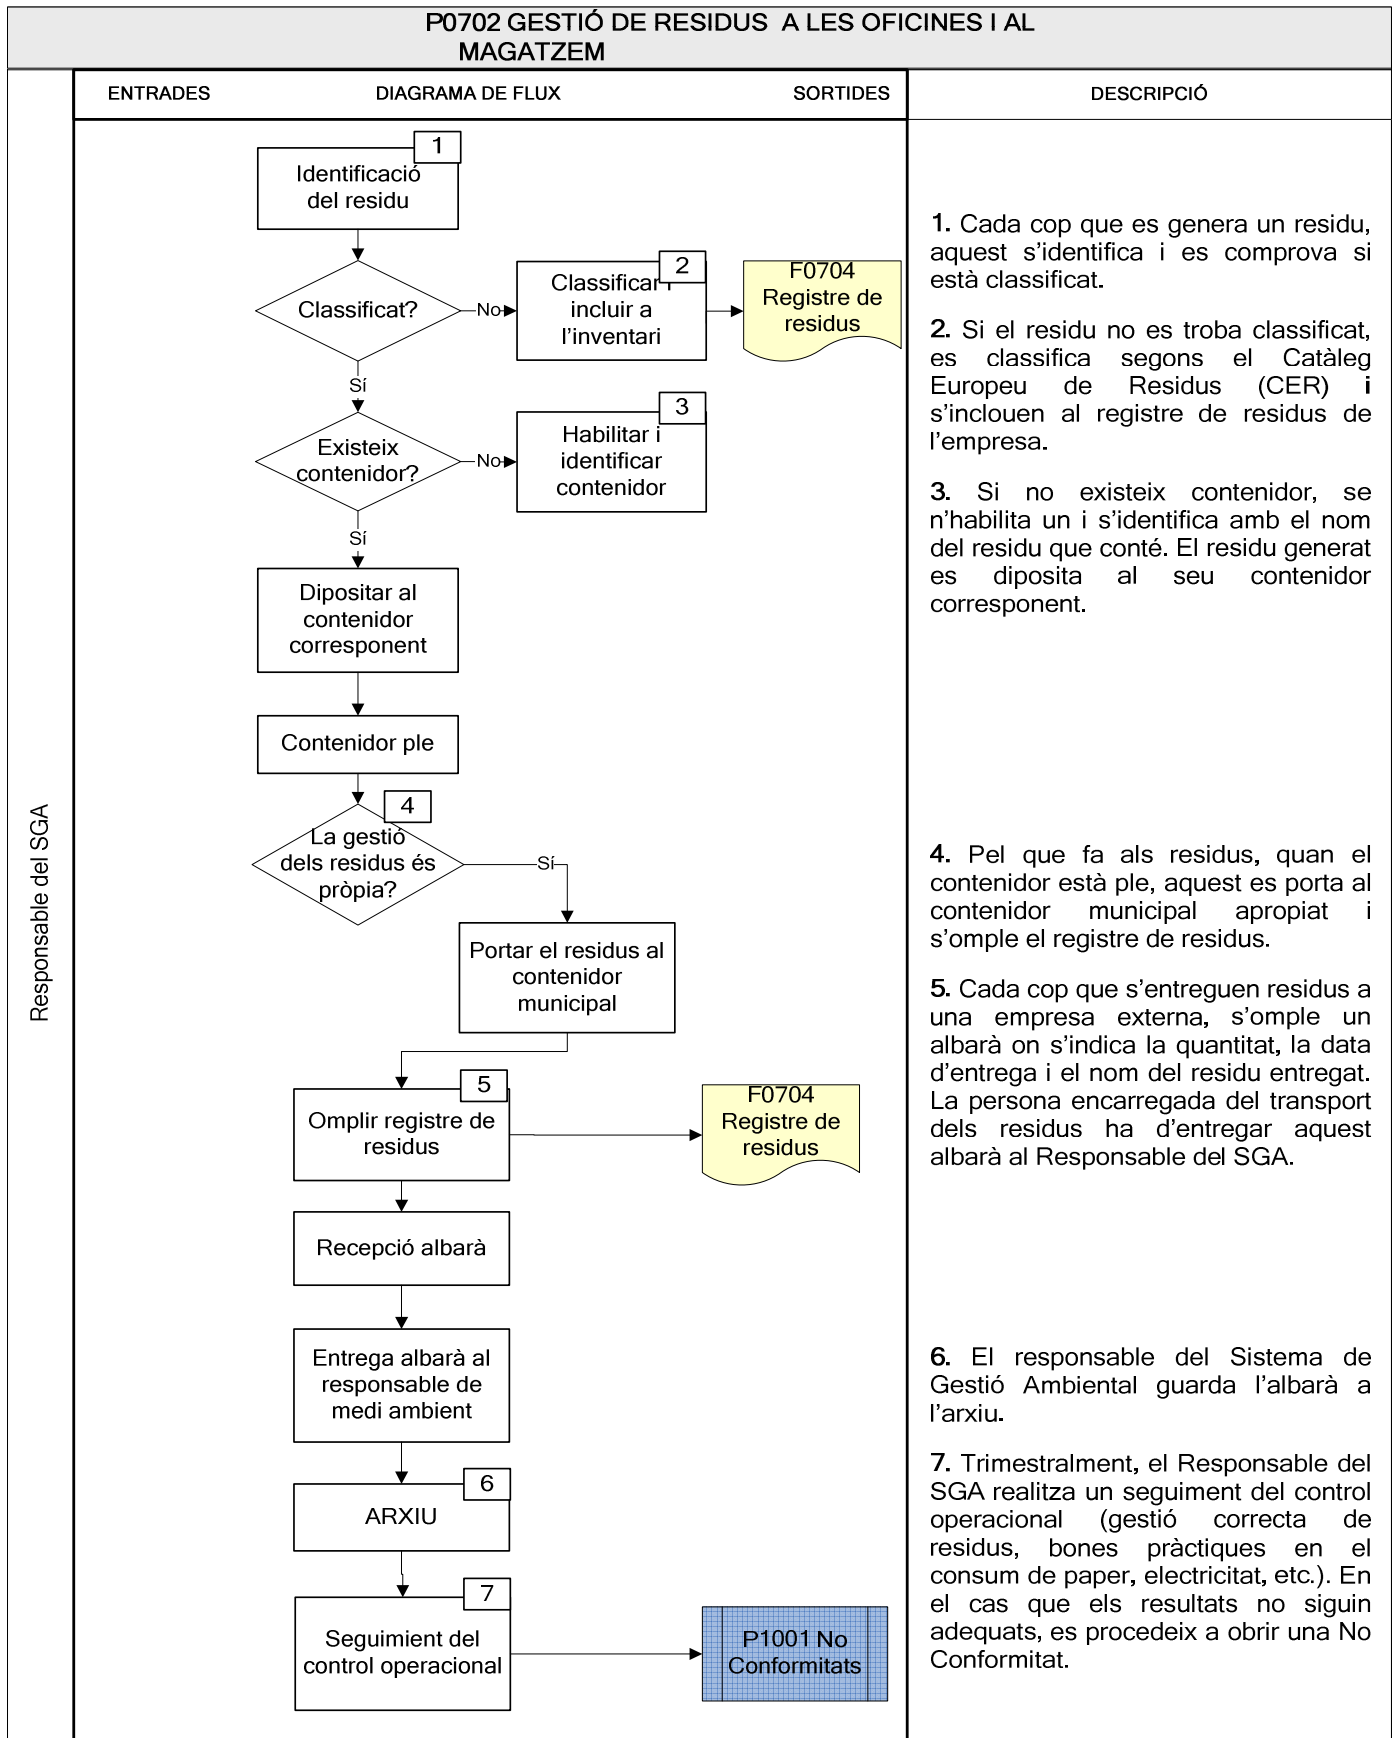 P0702 GESTIÓ DE RESIDUS A LES OFICINES I AL
MAGATZEM
ENTRADES
DIAGRAMA DE FLUX
SORTIDES
DESCRIPCIÓ
Responsable del SGA
1
Identificació
del residu
Classificat?
No
2
Classificar i
incluir a
l'inventari
F0704
Registre de
residus
Sí
Existeix
contenidor?
No
3
Habilitar i
identificar
contenidor
Sí
Dipositar al
contenidor
corresponent
Contenidor ple
4
La gestió
dels residus és
pròpia?
Sí
Portar el residus al
contenidor
municipal
5
Omplir registre de
residus
F0704
Registre de
residus
Recepció albarà
Entrega albarà al
responsable de
medi ambient
6
ARXIU
7
Seguimient del
control operacional
P1001 No
Conformitats
1. Cada cop que es genera un residu,
aquest s'identifica i es comprova si
està classificat.
2. Si el residu no es troba classificat,
es classifica segons el Catàleg
Europeu de Residus (CER) i
s'inclouen al registre de residus de
l'empresa.
3. Si no existeix contenidor, se
n'habilita un i s'identifica amb el nom
del residu que conté. El residu generat
es diposita al seu contenidor
corresponent.
4. Pel que fa als residus, quan el
contenidor està ple, aquest es porta al
contenidor municipal apropiat i
s'omple el registre de residus.
5. Cada cop que s'entreguen residus a
una empresa externa, s'omple un
albarà on s'indica la quantitat, la data
d'entrega i el nom del residu entregat.
La persona encarregada del transport
dels residus ha d'entregar aquest
albarà al Responsable del SGA.
6. El responsable del Sistema de
Gestió Ambiental guarda l'albarà a
l'arxiu.
7. Trimestralment, el Responsable del
SGA realitza un seguiment del control
operacional (gestió correcta de
residus, bones pràctiques en el
consum de paper, electricitat, etc.). En
el cas que els resultats no siguin
adequats, es procedeix a obrir una No
Conformitat.